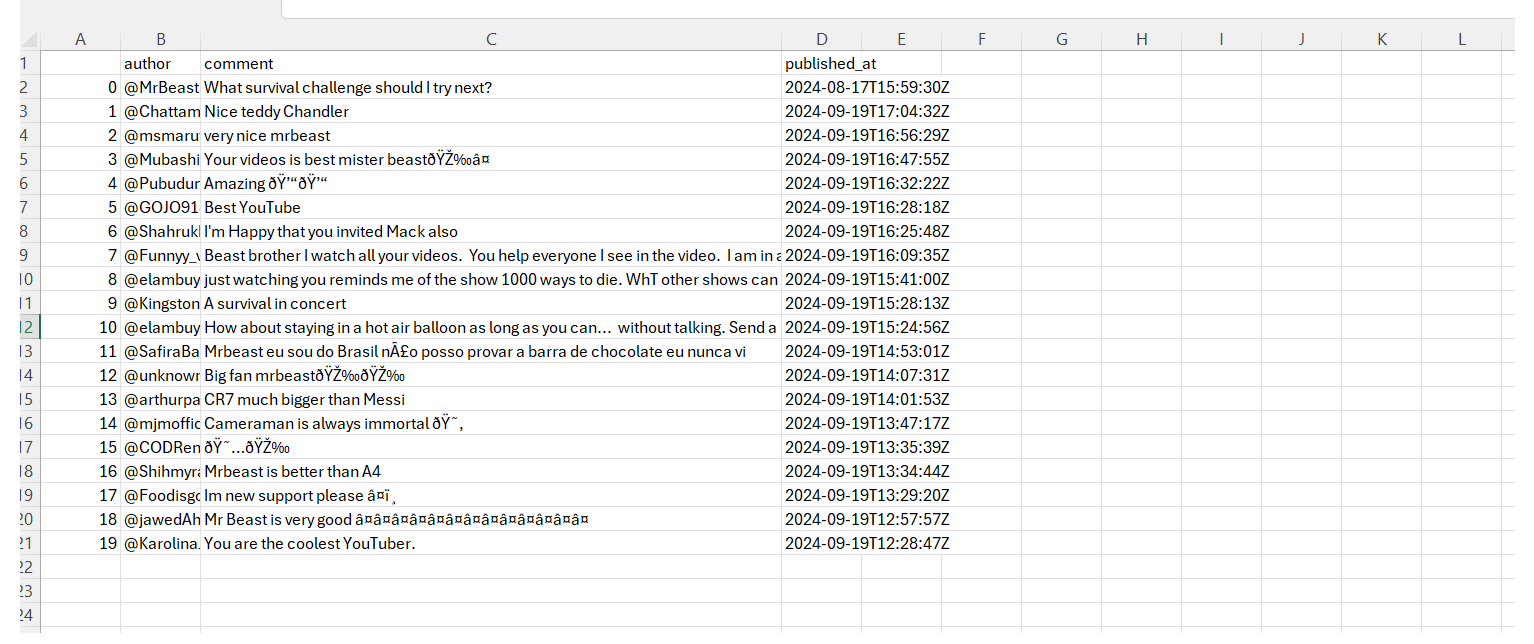 A B C D E F G H I J K L
1 author comment published_at
2 0 @MrBeast What survival challenge should I try next? 2024-08-17T15:59:30Z
3 1 @Chattam Nice teddy Chandler 2024-09-19T17:04:32Z
4 2 @msmaru very nice mrbeast 2024-09-19T16:56:29Z
5 3 @Mubashi Your videos is best mister beastðŸŽ‰â¤ 2024-09-19T16:47:55Z
6 4 @Pubudur Amazing ðŸ’“ðŸ’“ 2024-09-19T16:32:22Z
7 5 @GOJO91 Best YouTube 2024-09-19T16:28:18Z
8 6 @Shahruk I'm Happy that you invited Mack also 2024-09-19T16:25:48Z
9 7 @Funnyy_v Beast brother I watch all your videos.  You help everyone I see in the video.  I am in a 2024-09-19T16:09:35Z
10 8 @elambuy just watching you reminds me of the show 1000 ways to die. WhT other shows can 2024-09-19T15:41:00Z
11 9 @Kingston A survival in concert 2024-09-19T15:28:13Z
12 10 @elambuy How about staying in a hot air balloon as long as you can...  without talking. Send a 2024-09-19T15:24:56Z
13 11 @SafiraBa Mrbeast eu sou do Brasil nÃ£o posso provar a barra de chocolate eu nunca vi 2024-09-19T14:53:01Z
14 12 @unknowr Big fan mrbeastðŸŽ‰ðŸŽ‰ 2024-09-19T14:07:31Z
15 13 @arthurpa CR7 much bigger than Messi 2024-09-19T14:01:53Z
16 14 @mjmoffic Cameraman is always immortal ðŸ˜‚ 2024-09-19T13:47:17Z
17 15 @CODRen ðŸ˜…ðŸŽ‰ 2024-09-19T13:35:39Z
18 16 @Shihmyra Mrbeast is better than A4 2024-09-19T13:34:44Z
19 17 @Foodisgo Im new support please â¤ï¸ 2024-09-19T13:29:20Z
20 18 @jawedAh Mr Beast is very good â¤â¤â¤â¤â¤â¤â¤â¤â¤â¤â¤â¤â¤ 2024-09-19T12:57:57Z
21 19 @Karolina. You are the coolest YouTuber. 2024-09-19T12:28:47Z
22
23
24